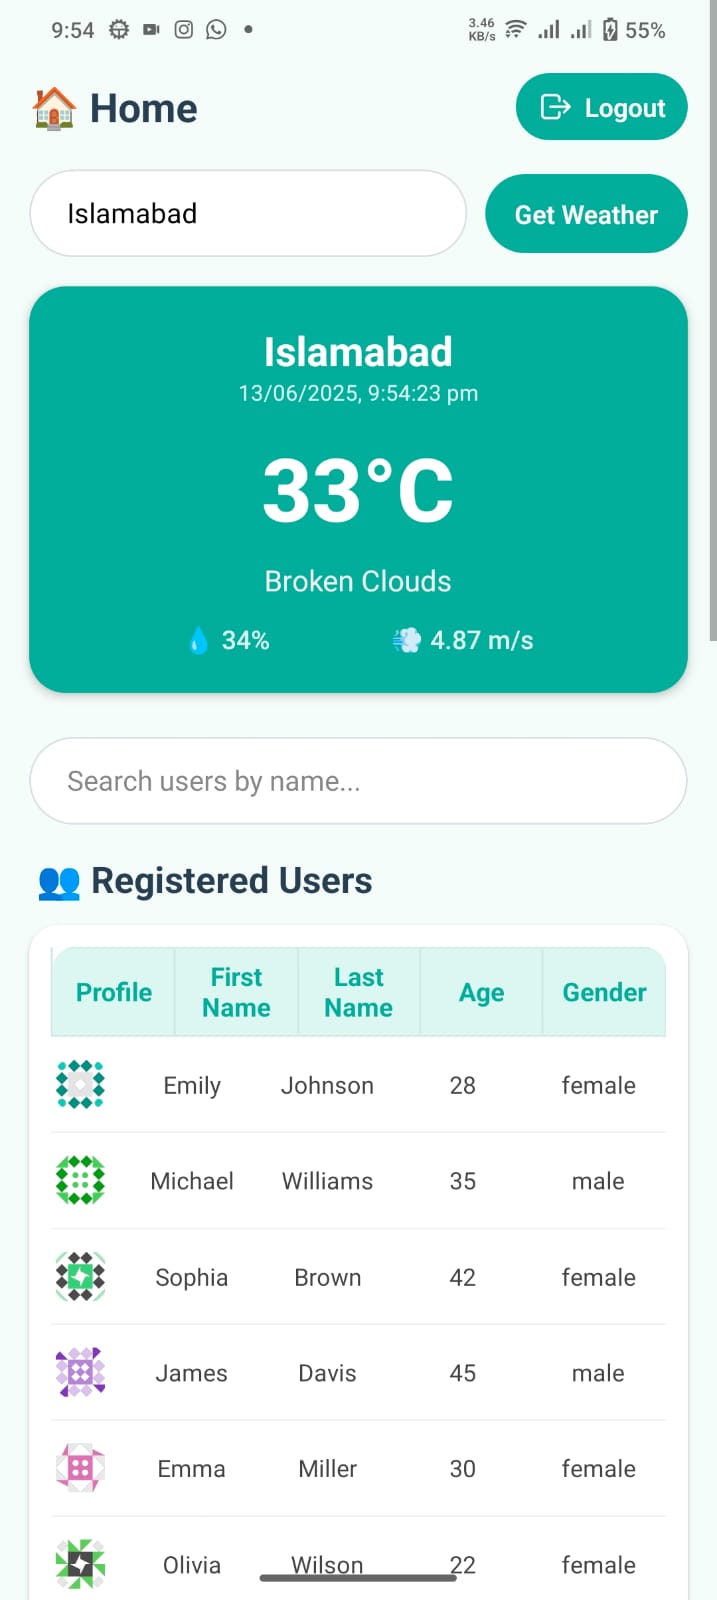 9:54
3.46 KB/s
55%
Home
Logout
Islamabad
Get Weather
Islamabad
13/06/2025, 9:54:23 pm
33°C
Broken Clouds
34% 4.87 m/s
Search users by name...
Registered Users
Profile First Name Last Name Age Gender
Emily Johnson 28 female
Michael Williams 35 male
Sophia Brown 42 female
James Davis 45 male
Emma Miller 30 female
Olivia Wilson 22 female